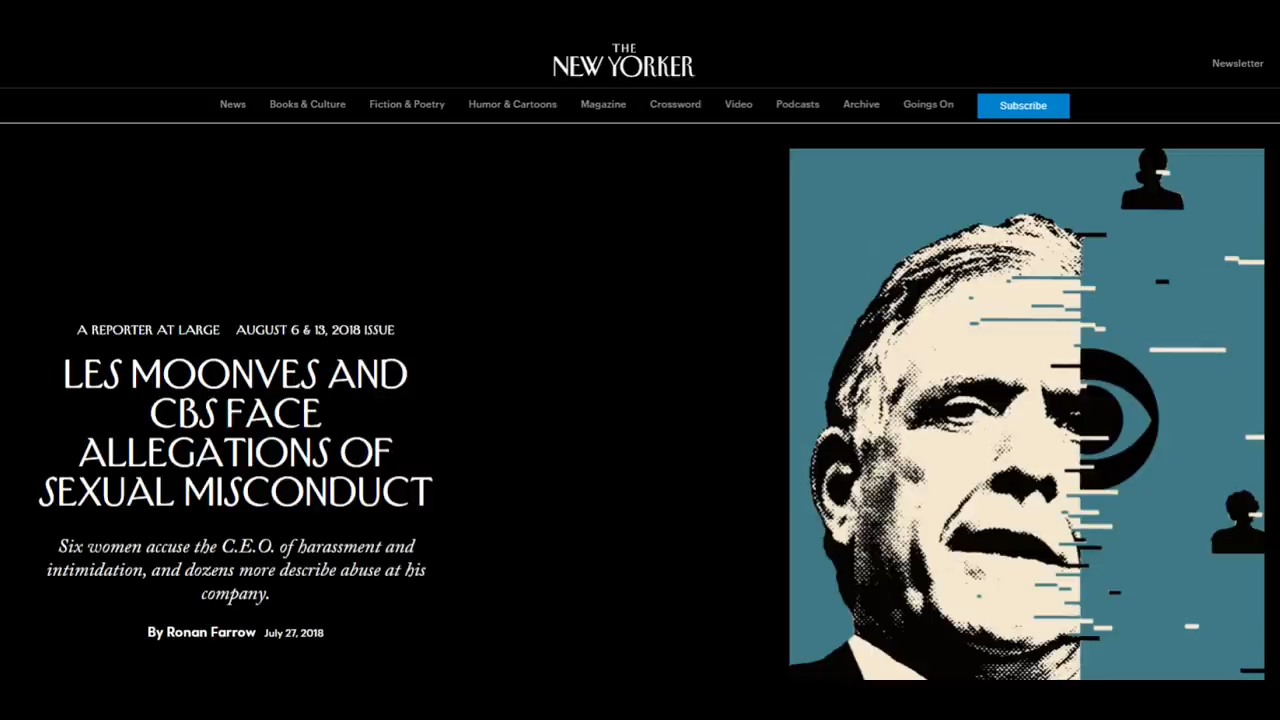 THE
NEW YORKER
Newsletter
News Books & Culture Fiction & Poetry Humor & Cartoons Magazine Crossword Video Podcasts Archive Goings On Subscribe
A REPORTER AT LARGE AUGUST 6 & 13, 2018 ISSUE
LES MOONVES AND
CBS FACE
ALLEGATIONS OF
SEXUAL MISCONDUCT
Six women accuse the C.E.O. of harassment and
intimidation, and dozens more describe abuse at his
company.
By Ronan Farrow July 27, 2018